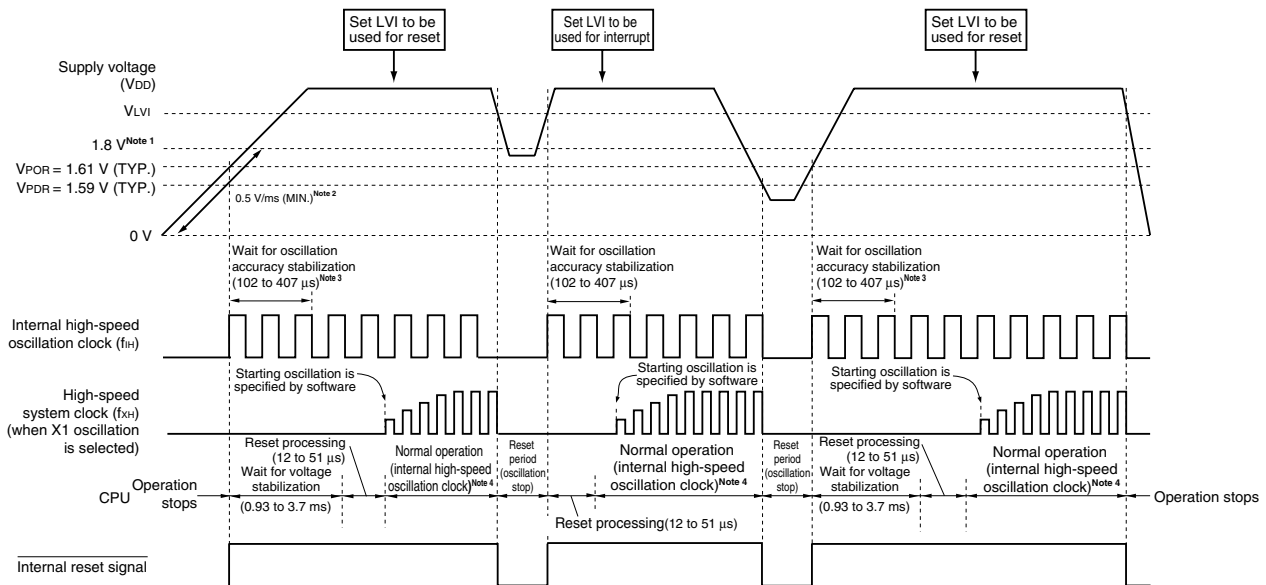 Set LVI to be
used for reset
Set LVI to be
used for interrupt
Set LVI to be
used for reset
Supply voltage
(VDD)
VLVI
1.8 V Note 1
VPOR = 1.61 V (TYP.)
VPDR = 1.59 V (TYP.)
0.5 V/ms (MIN.) Note 2
0 V
Wait for oscillation
accuracy stabilization
(102 to 407 μs) Note 3
Wait for oscillation
accuracy stabilization
(102 to 407 μs)
Wait for oscillation
accuracy stabilization
(102 to 407 μs) Note 3
Internal high-speed
oscillation clock (fIH)
Starting oscillation is
specified by software
Starting oscillation is
specified by software
Starting oscillation is
specified by software
High-speed
system clock (fXH)
(when X1 oscillation
is selected)
Reset processing
(12 to 51 μs)
Wait for voltage
stabilization
(0.93 to 3.7 ms)
Normal operation
(internal high-speed
oscillation clock) Note 4
Reset
period
(oscillation
stop)
Normal operation
(internal high-speed
oscillation clock) Note 4
Reset
period
(oscillation
stop)
Reset processing
(12 to 51 μs)
Wait for voltage
stabilization
(0.93 to 3.7 ms)
Normal operation
(internal high-speed
oscillation clock) Note 4
CPU
Operation
stops
Reset processing(12 to 51 μs)
Operation stops
Internal reset signal